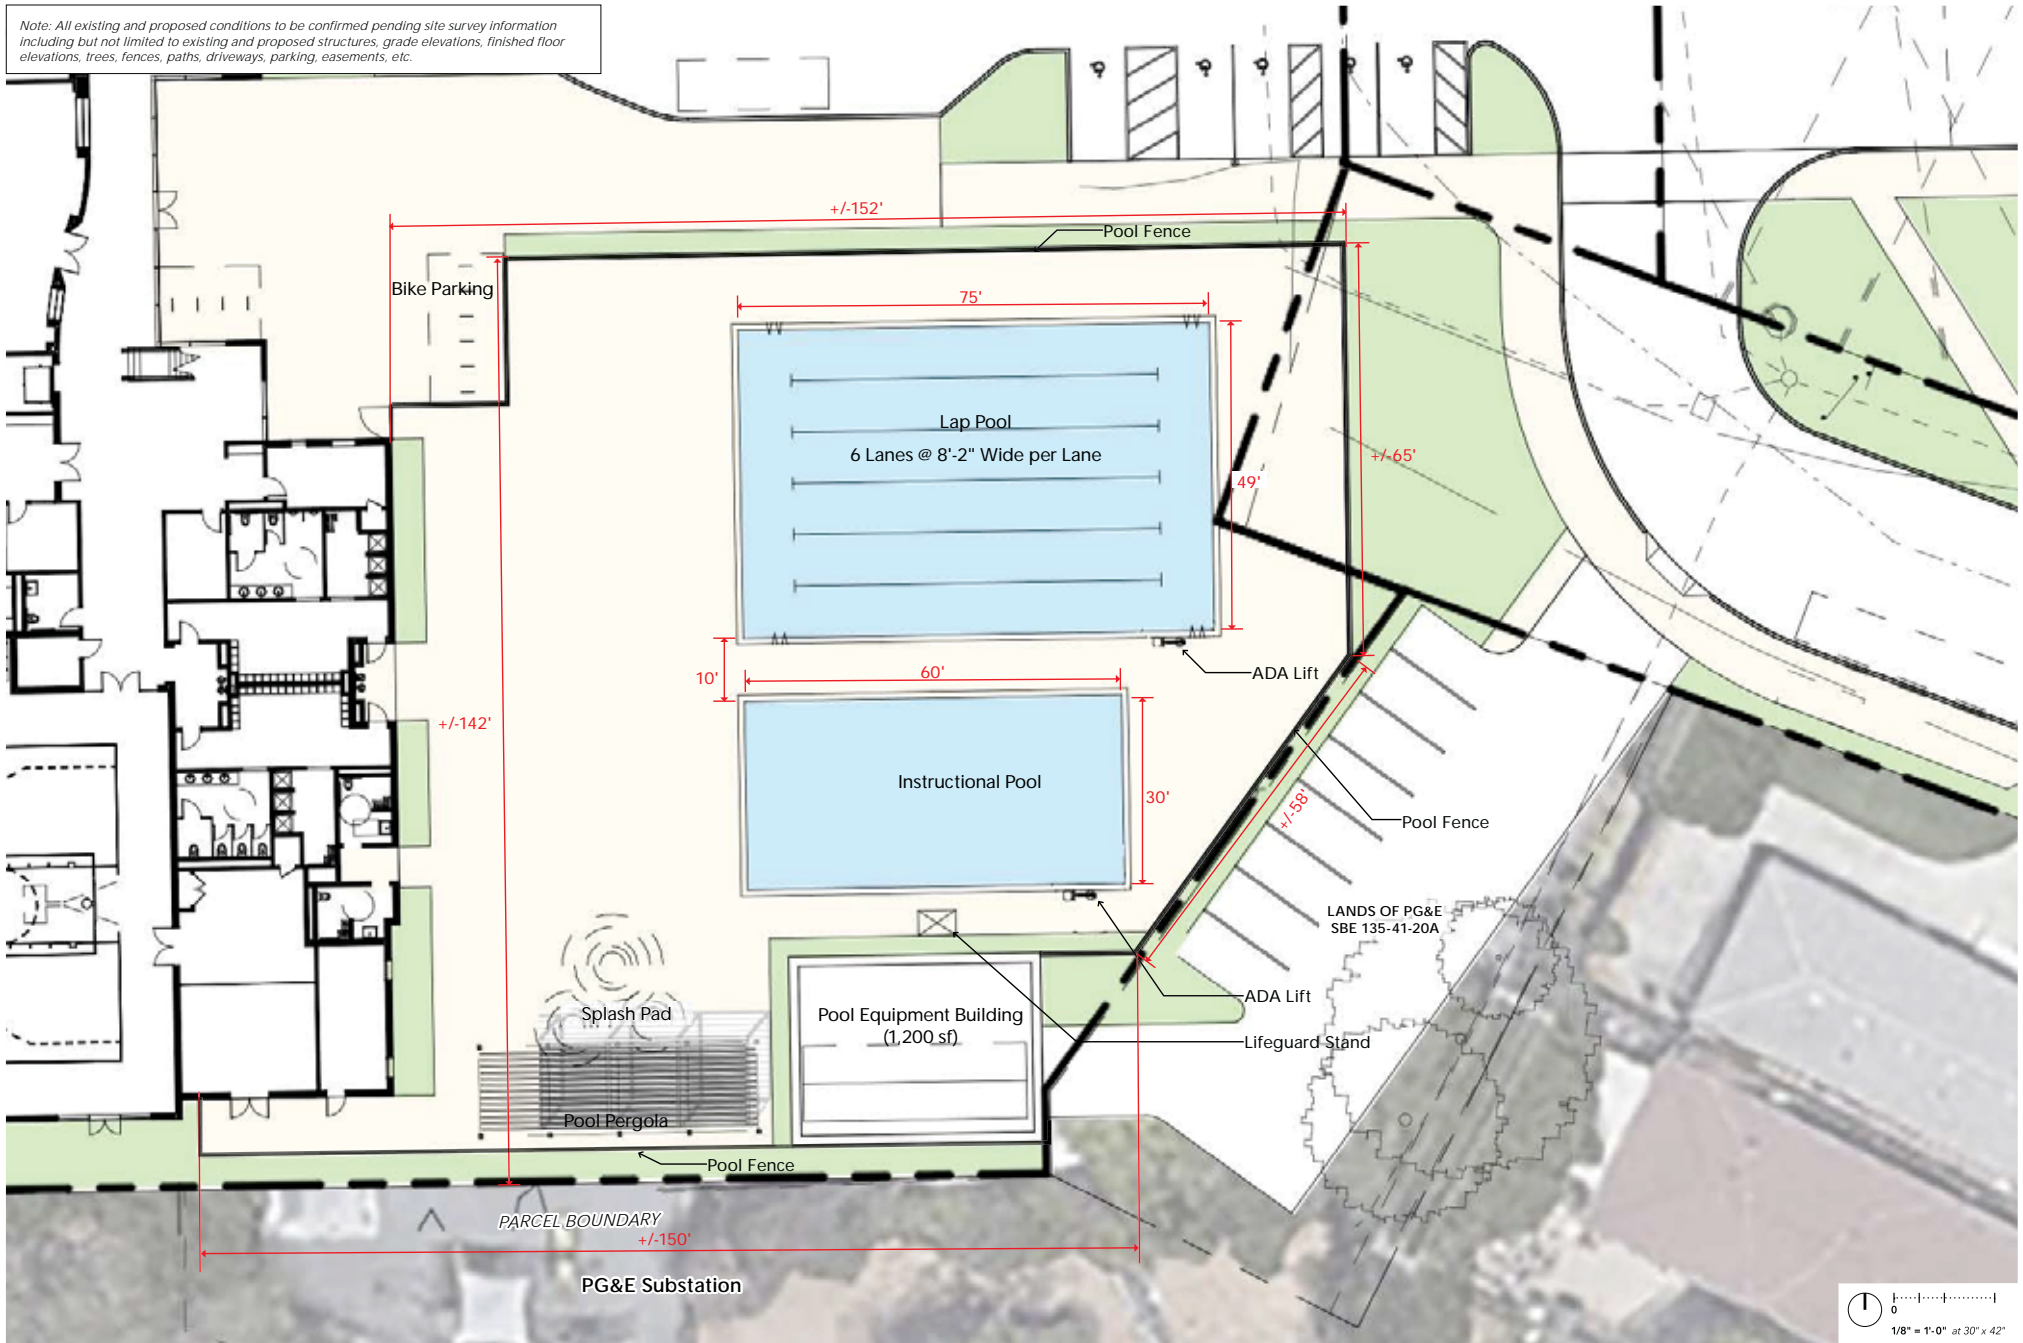 Note: All existing and proposed conditions to be confirmed pending site survey information
including but not limited to existing and proposed structures, grade elevations, finished floor
elevations, trees, fences, paths, driveways, parking, easements, etc.
+/-152'
Pool Fence
Bike Parking
75'
Lap Pool
6 Lanes @ 8'-2" Wide per Lane
+/-65'
49'
10'
60'
ADA Lift
+/-142'
Instructional Pool
30'
+/-58'
Pool Fence
LANDS OF PG&E
SBE 135-41-20A
ADA Lift
Splash Pad
Pool Equipment Building
(1,200 sf)
Lifeguard Stand
Pool Pergola
Pool Fence
PARCEL BOUNDARY
+/-150'
PG&E Substation
0
1/8" = 1'-0" at 30" x 42"